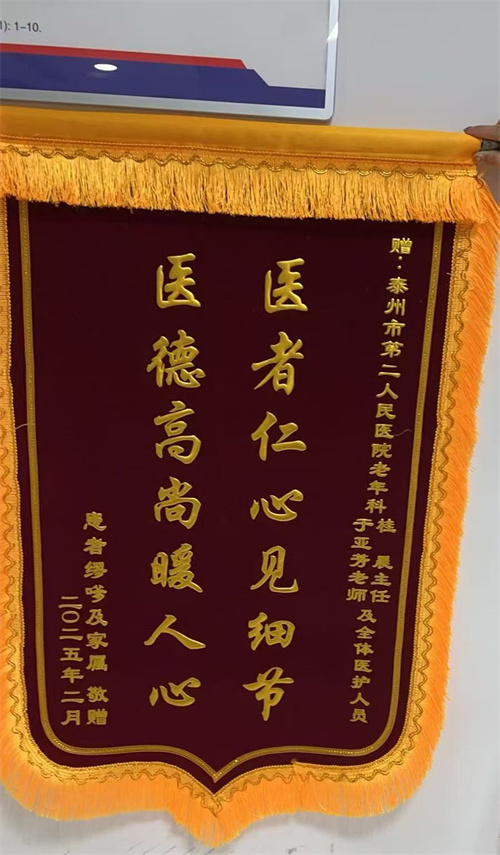 1): 1-10.
赠：泰州市第二人民医院老年科
桂晨主任
于亚芳老师
及全体医护人员
医者仁心见细节
医德高尚暖人心
患者缪嗲及家属 敬赠
二〇二五年二月